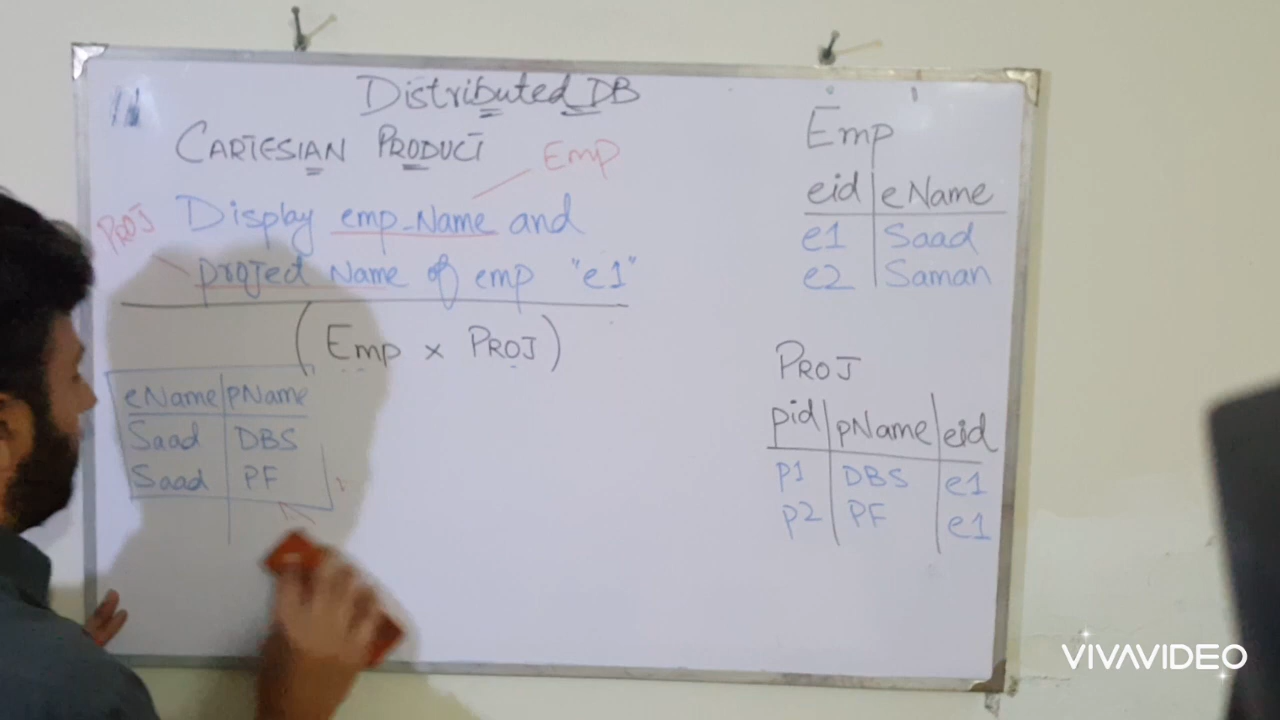 Distributed DB
CARTESIAN PRODUCT
Emp
PROJ
Display emp_Name and
project Name of emp "e1"
(Emp x PROJ)
eName pName
Saad DBS
Saad PF
Emp
eid eName
e1 Saad
e2 Saman
PROJ
pid pName eid
p1 DBS e1
p2 PF e1
VIVAVIDEO